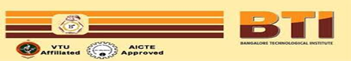 BTI
VTU AICTE
Affiliated Approved
BANGALORE TECHNOLOGICAL INSTITUTE